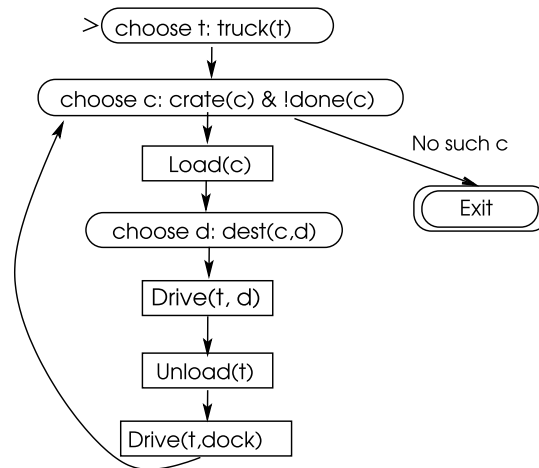 > choose t: truck(t)
choose c: crate(c) & !done(c)
No such c
Load(c)
Exit
choose d: dest(c,d)
Drive(t, d)
Unload(t)
Drive(t,dock)